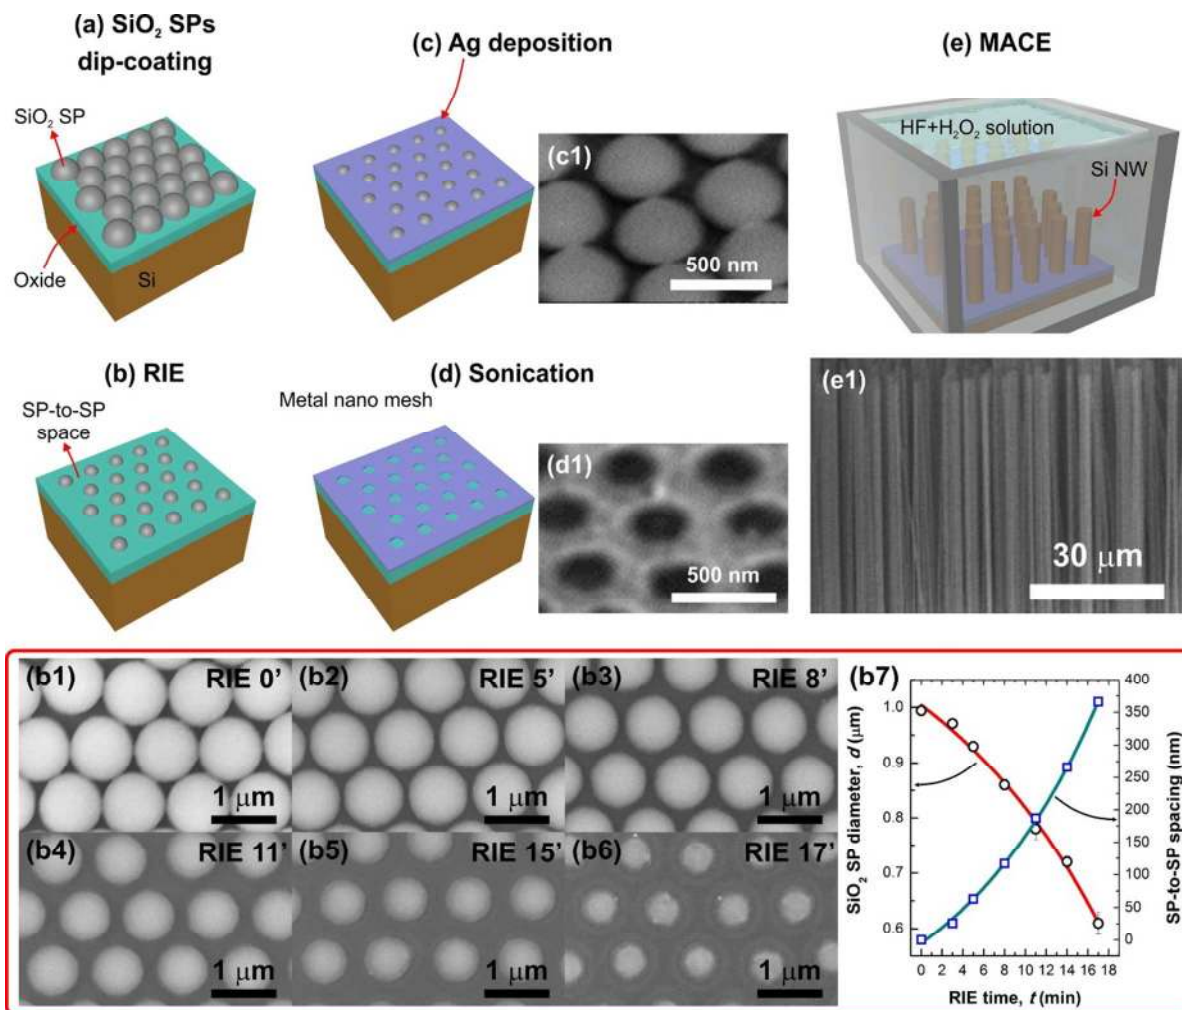 (a) SiO₂ SPs
dip-coating
SiO₂ SP
Oxide
Si
(c) Ag deposition
(c1)
500 nm
(e) MACE
HF+H₂O₂ solution
Si NW
(b) RIE
SP-to-SP
space
(d) Sonication
Metal nano mesh
(d1)
500 nm
(e1)
30 μm
(b1)
RIE 0’
1 μm
(b2)
RIE 5’
1 μm
(b3)
RIE 8’
1 μm
(b4)
RIE 11’
1 μm
(b5)
RIE 15’
1 μm
(b6)
RIE 17’
1 μm
(b7)
SiO₂ SP diameter, d (μm)
1.0
0.9
0.8
0.7
0.6
400
350
300
250
200
150
100
50
0
SP-to-SP spacing (nm)
0 2 4 6 8 10 12 14 16 18
RIE time, t (min)